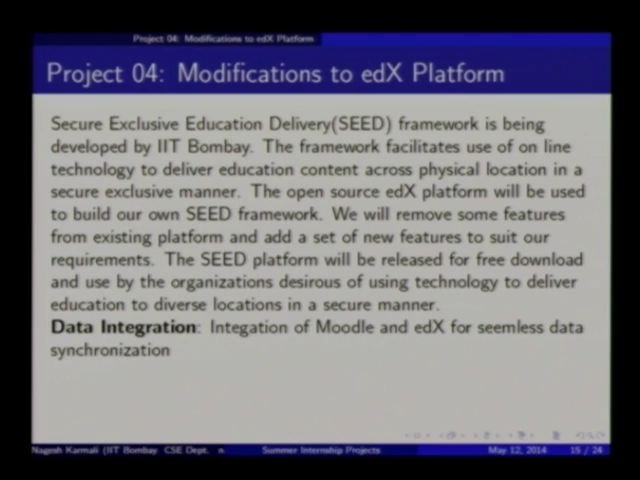 Project 04: Modifications to edX Platform
Project 04: Modifications to edX Platform
Secure Exclusive Education Delivery(SEED) framework is being
developed by IIT Bombay. The framework facilitates use of on line
technology to deliver education content across physical location in a
secure exclusive manner. The open source edX platform will be used
to build our own SEED framework. We will remove some features
from existing platform and add a set of new features to suit our
requirements. The SEED platform will be released for free download
and use by the organizations desirous of using technology to deliver
education to diverse locations in a secure manner.
Data Integration: Integation of Moodle and edX for seemless data
synchronization
Nagesh Karmali (IIT Bombay CSE Dept. Summer Internship Projects May 12, 2014 15 / 24